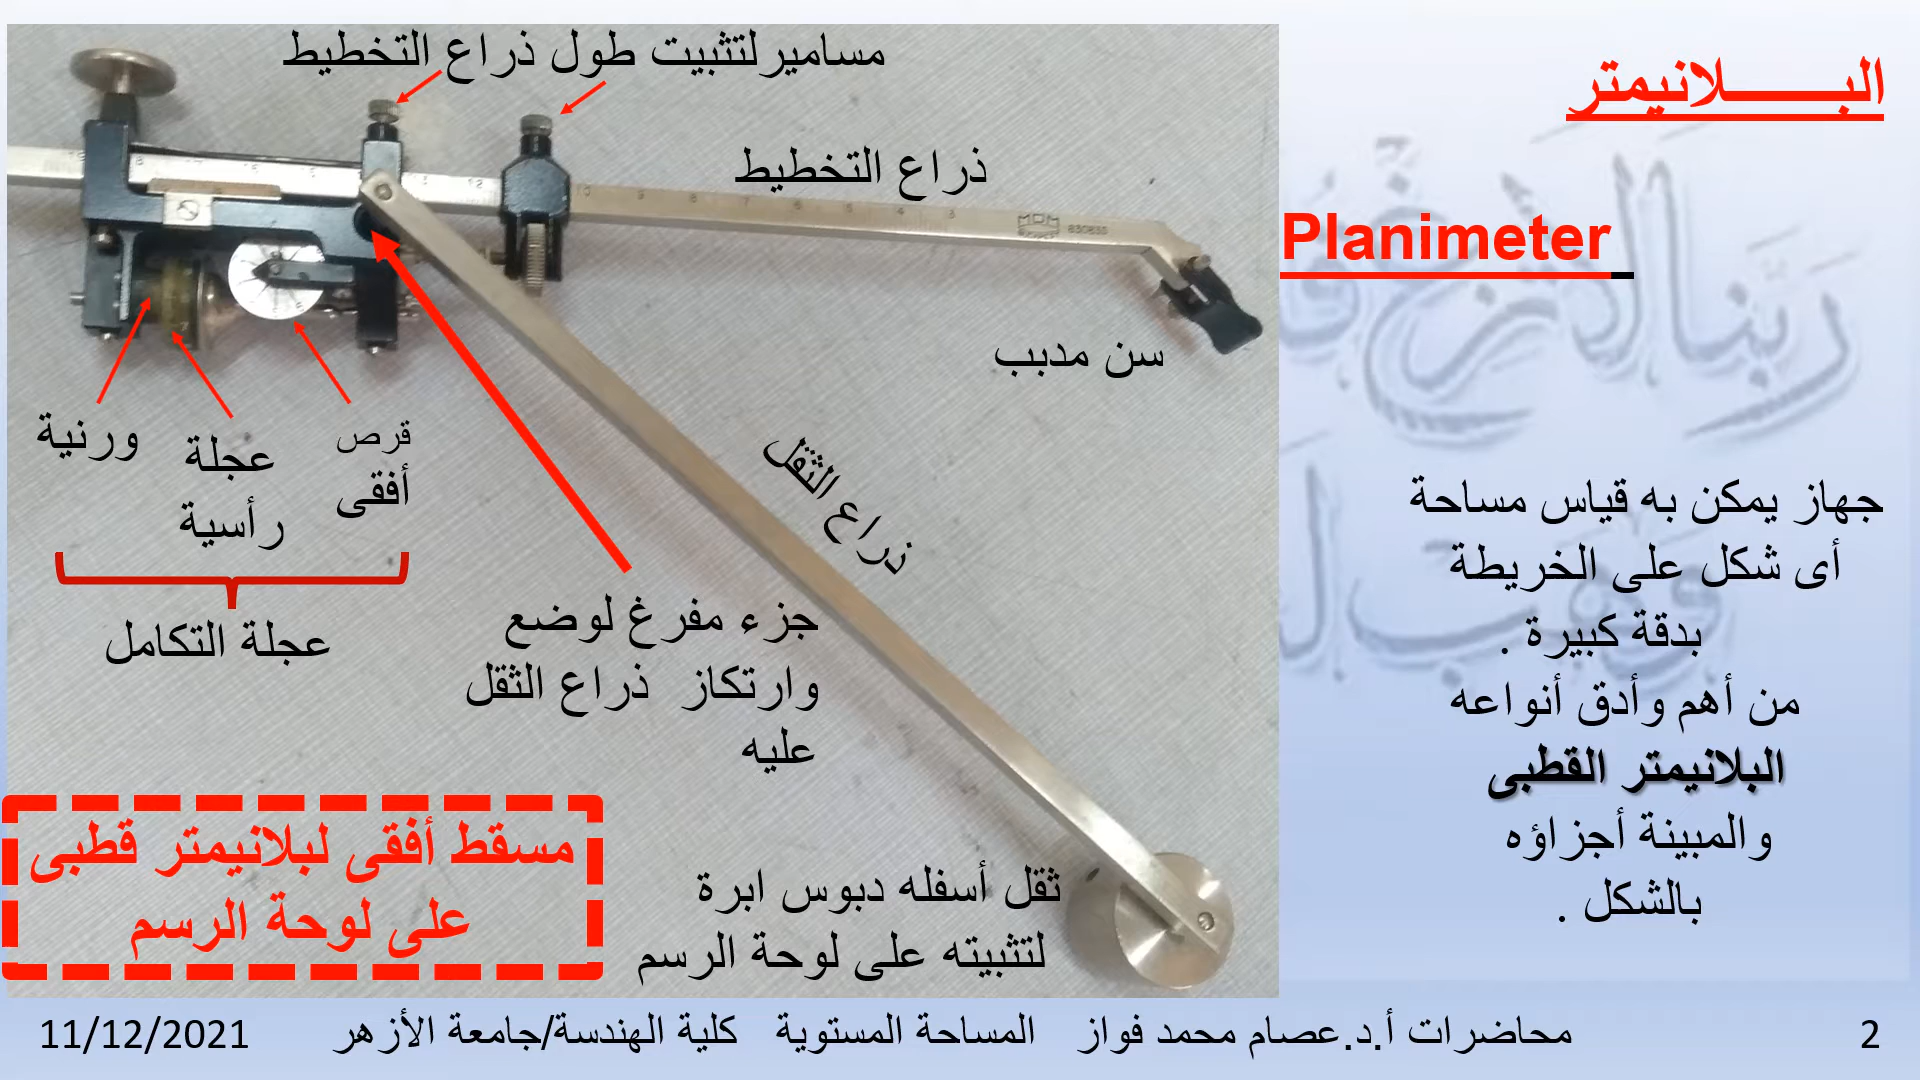 البـــــــــلانيمتر
Planimeter
جهاز يمكن به قياس مساحة
أى شكل على الخريطة
بدقة كبيرة .
من أهم وأدق أنواعه
البلانيمتر القطبى
والمبينة أجزاؤه
بالشكل .
مساميرلتثبيت طول ذراع التخطيط
ذراع التخطيط
MOM
سن مدبب
ذراع الثقل
ورنية
عجلة
رأسية
قرص
أفقى
عجلة التكامل
جزء مفرغ لوضع
وارتكاز ذراع الثقل
عليه
ثقل أسفله دبوس ابرة
لتثبيته على لوحة الرسم
مسقط أفقى لبلانيمتر قطبى
على لوحة الرسم
11/12/2021
محاضرات أ.د.عصام محمد فواز المساحة المستوية كلية الهندسة/جامعة الأزهر
2